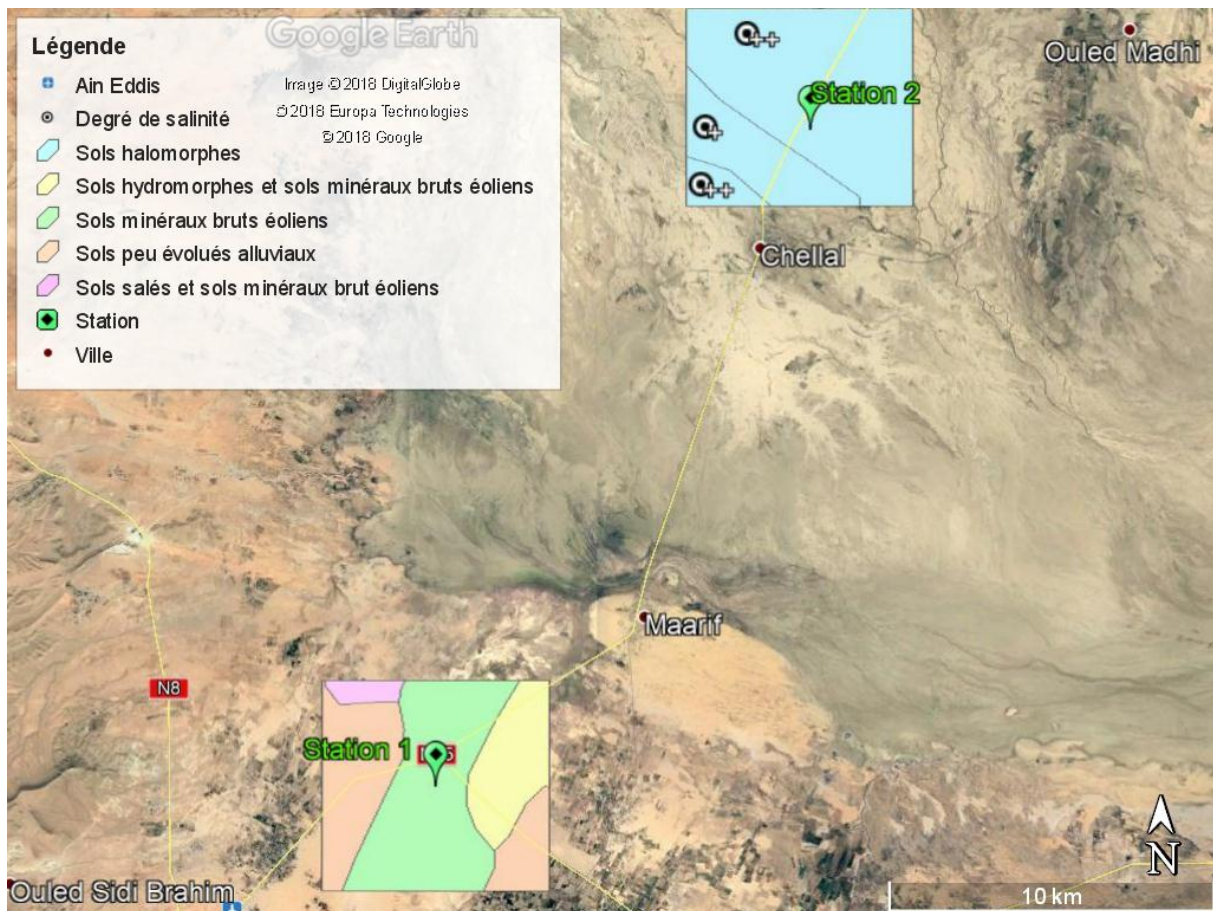 Google Earth
Légende
Image © 2018 DigitalGlobe
© 2018 Europa Technologies
© 2018 Google
Ain Eddis
Degré de salinité
Sols halomorphes
Sols hydromorphes et sols minéraux bruts éoliens
Sols minéraux bruts éoliens
Sols peu évolués alluviaux
Sols salés et sols minéraux brut éoliens
Station
Ville
++
Ouled Madhi
Station 2
+
++
Chellal
Maarif
N8
Station 1
Ouled Sidi Brahim
N
10 km